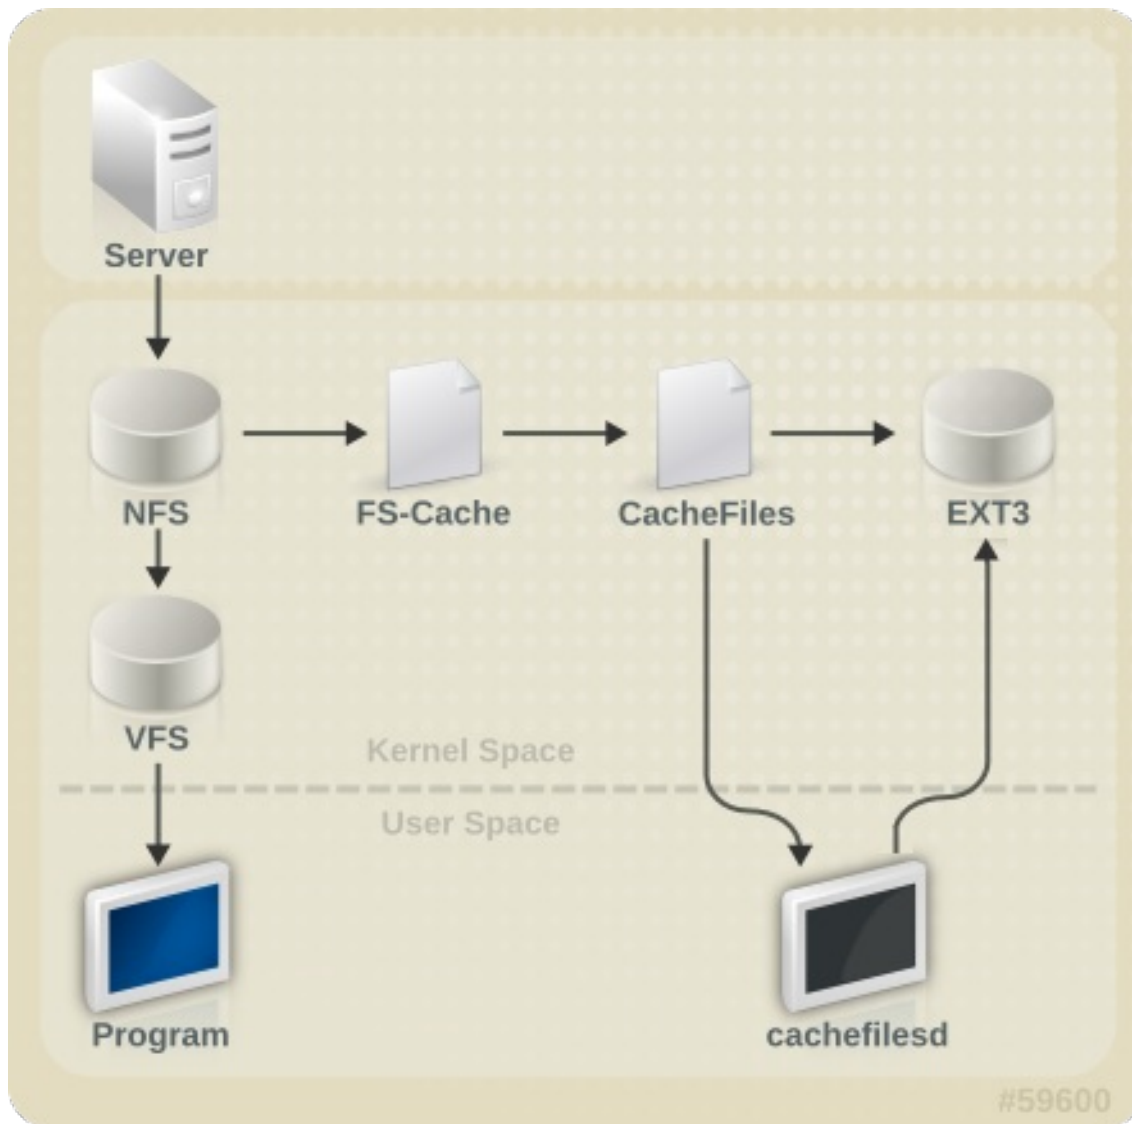 Server
NFS
FS-Cache
CacheFiles
EXT3
VFS
Kernel Space
User Space
Program
cachefilesd
#59600